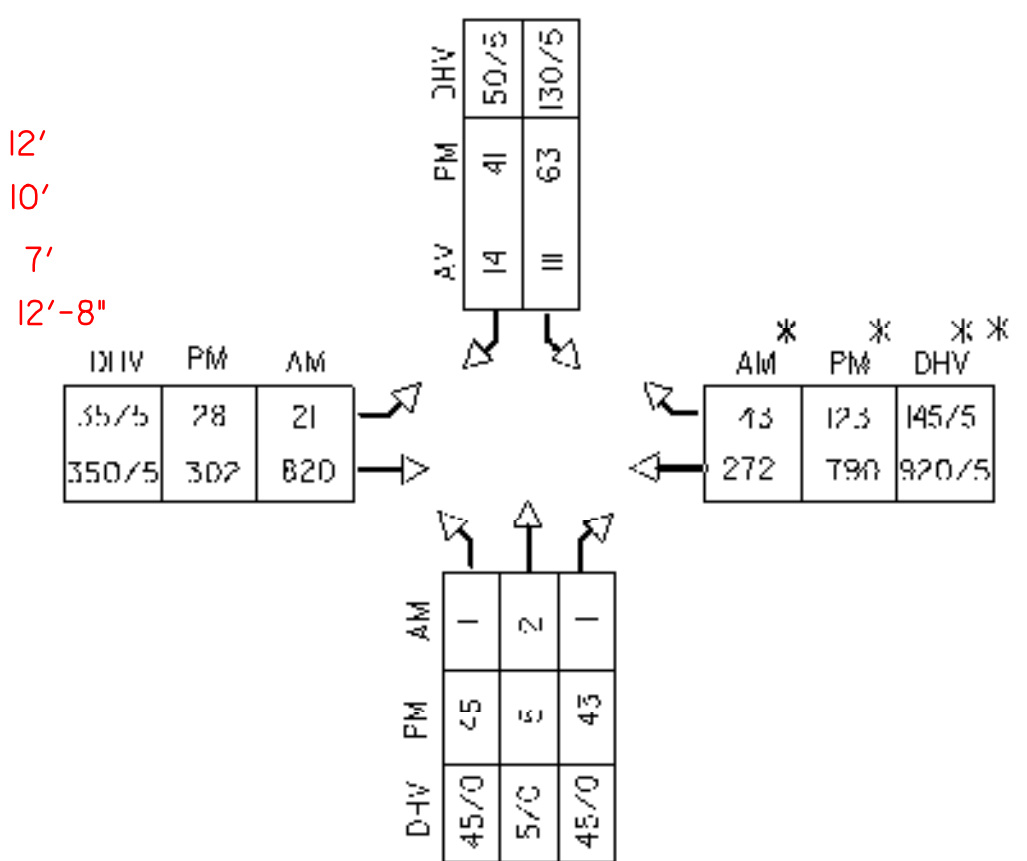 DHV 50/5 130/5
PM 41 63
14 111
12'
10'
7'
12'-8"
DHV PM AM
35/5 28 21
350/5 302 820
AM* PM* DHV**
43 123 145/5
272 790 920/5
AM 1 2 1
PM 45 43
DHV 45/0 5/0 45/0